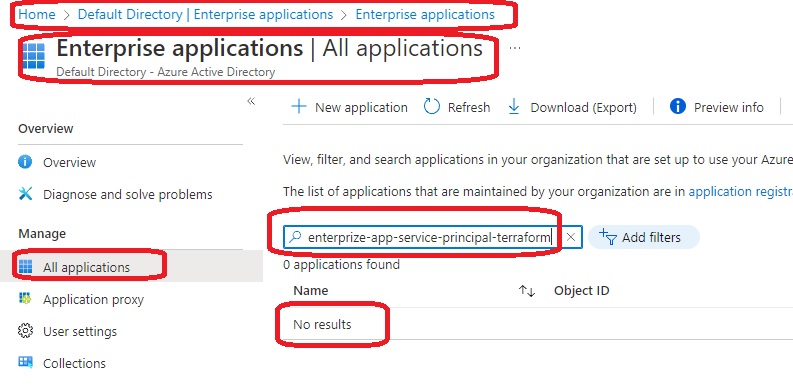 Home > Default Directory | Enterprise applications > Enterprise applications
Enterprise applications | All applications ...
Default Directory - Azure Active Directory
«
Overview
Overview
Diagnose and solve problems
Manage
All applications
Application proxy
User settings
Collections
+ New application Refresh Download (Export) Preview info
View, filter, and search applications in your organization that are set up to use your Azure
The list of applications that are maintained by your organization are in application registra
enterprize-app-service-principal-terraform × Add filters
0 applications found
Name ↑↓ Object ID
No results